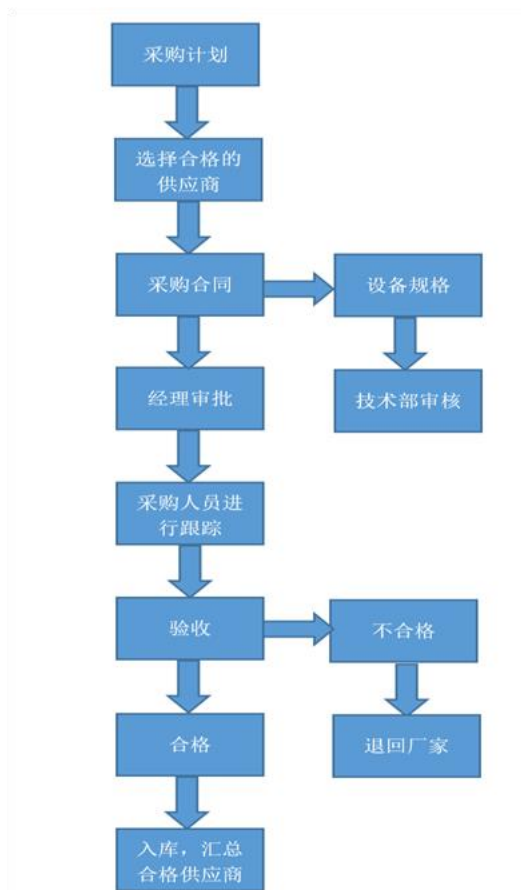 采购计划
选择合格的
供应商
采购合同
设备规格
经理审批
技术部审核
采购人员进
行跟踪
验收
不合格
合格
退回厂家
入库，汇总
合格供应商